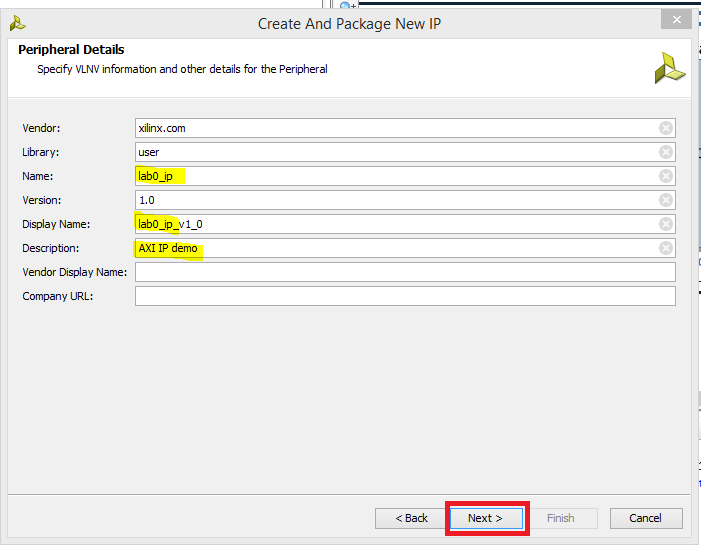 Create And Package New IP
Peripheral Details
Specify VLNV information and other details for the Peripheral
Vendor: xilinx.com
Library: user
Name: lab0_ip
Version: 1.0
Display Name: lab0_ip_v1_0
Description: AXI IP demo
Vendor Display Name:
Company URL:
< Back Next > Finish Cancel